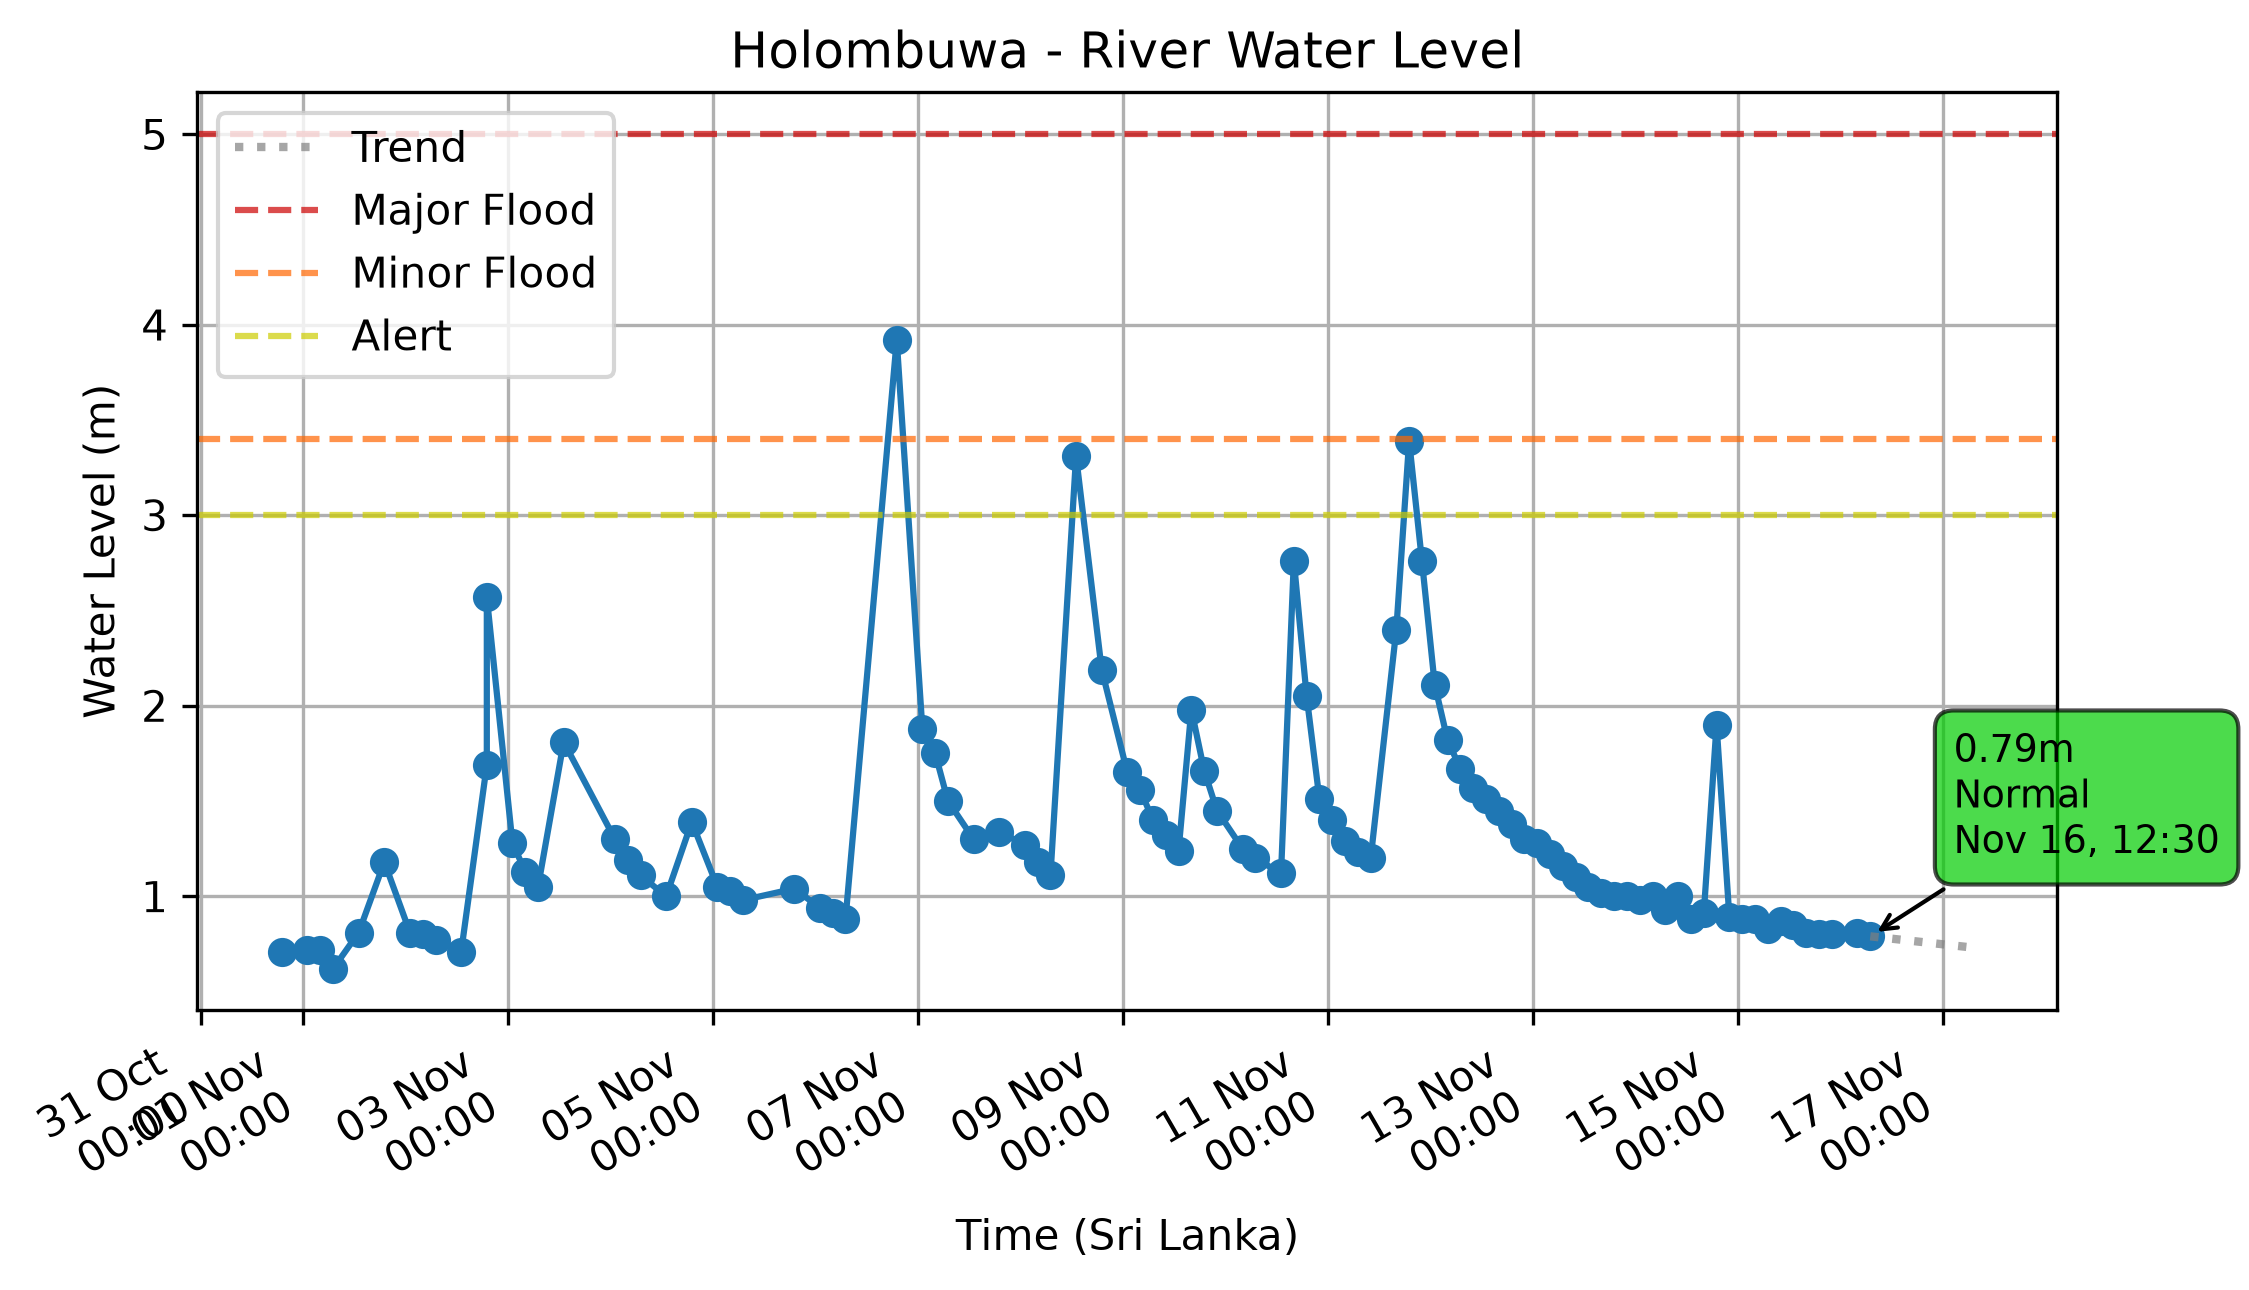 Holombuwa - River Water Level
Trend
Major Flood
Minor Flood
Alert
5
4
3
2
1
Water Level (m)
0.79m
Normal
Nov 16, 12:30
31 Oct
00:00
01 Nov
00:00
03 Nov
00:00
05 Nov
00:00
07 Nov
00:00
09 Nov
00:00
11 Nov
00:00
13 Nov
00:00
15 Nov
00:00
17 Nov
00:00
Time (Sri Lanka)